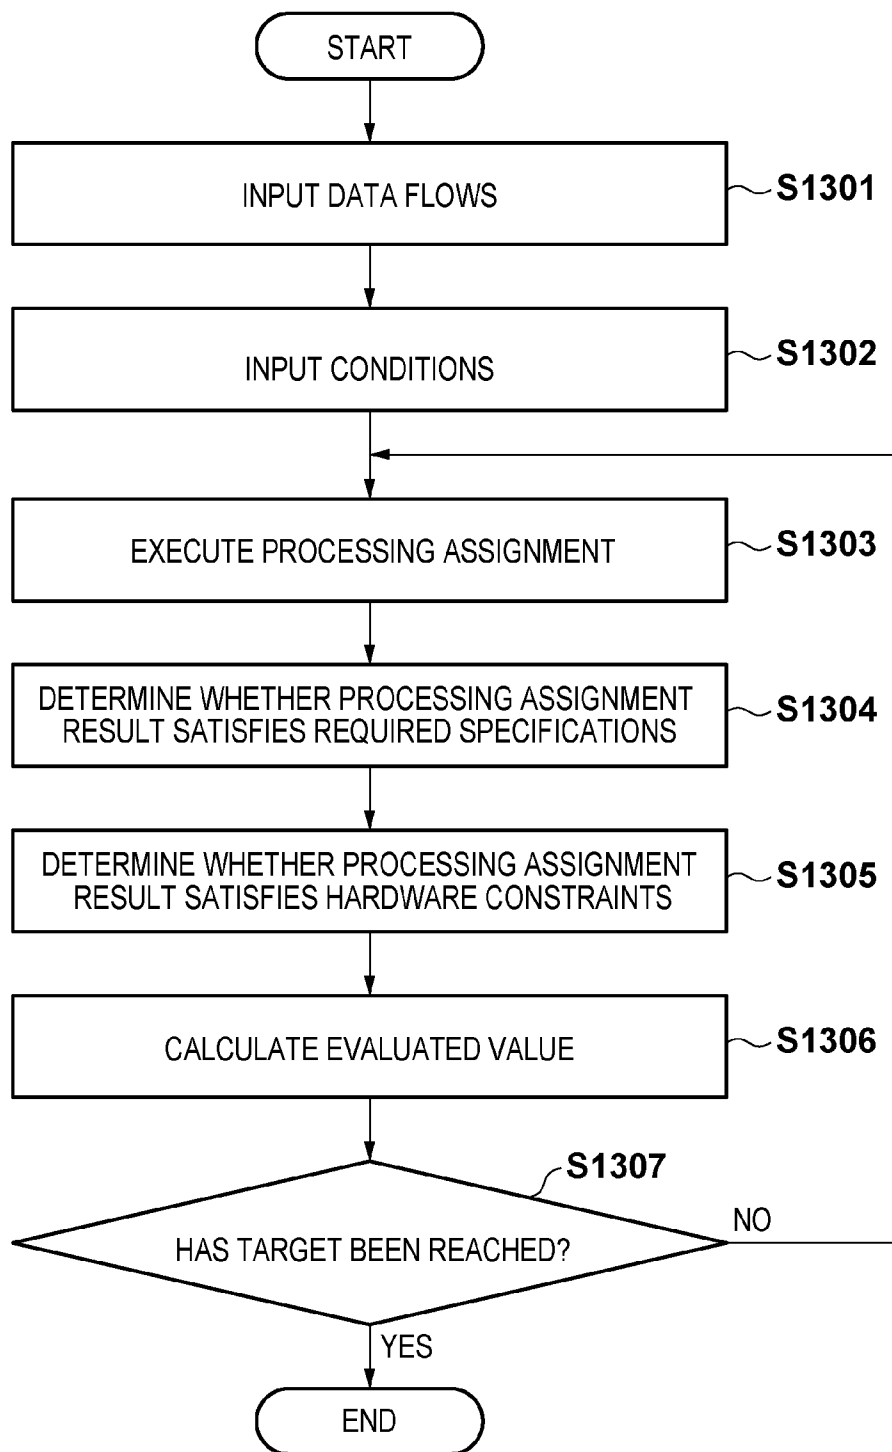 START
INPUT DATA FLOWS
S1301
INPUT CONDITIONS
S1302
EXECUTE PROCESSING ASSIGNMENT
S1303
DETERMINE WHETHER PROCESSING ASSIGNMENT
RESULT SATISFIES REQUIRED SPECIFICATIONS
S1304
DETERMINE WHETHER PROCESSING ASSIGNMENT
RESULT SATISFIES HARDWARE CONSTRAINTS
S1305
CALCULATE EVALUATED VALUE
S1306
S1307
HAS TARGET BEEN REACHED?
NO
YES
END